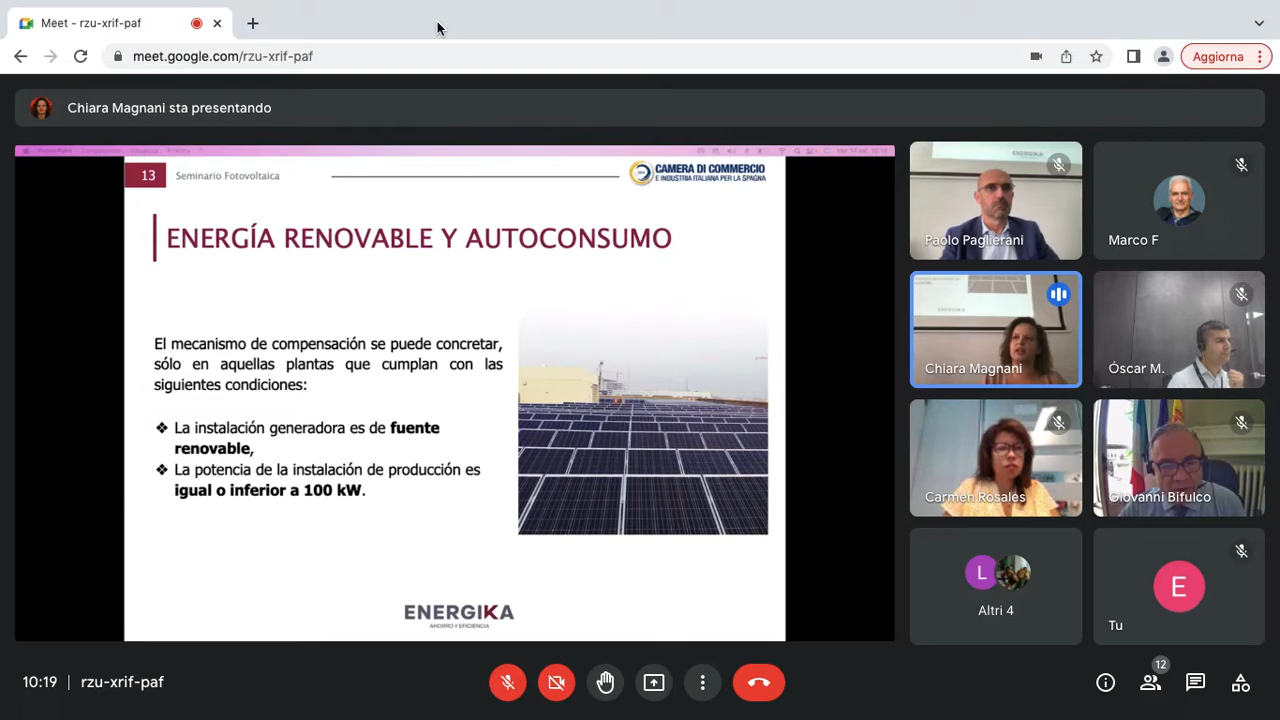 Meet - rzu-xrif-paf
meet.google.com/rzu-xrif-paf
Aggiorna
Chiara Magnani sta presentando
13
Seminario Fotovoltaica
CAMERA DI COMMERCIO
E INDUSTRIA ITALIANA PER LA SPAGNA
ENERGÍA RENOVABLE Y AUTOCONSUMO
El mecanismo de compensación se puede concretar,
sólo en aquellas plantas que cumplan con las
siguientes condiciones:
❖ La instalación generadora es de fuente
renovable,
❖ La potencia de la instalación de producción es
igual o inferior a 100 kW.
ENERGIKA
AHORRO Y EFICIENCIA
Paolo Paglierani
Marco F
Chiara Magnani
Óscar M.
Carmen Rosales
Giovanni Bifulco
L
Altri 4
E
Tu
10:19 | rzu-xrif-paf
12